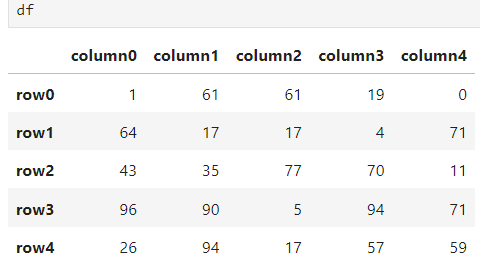 df
column0 column1 column2 column3 column4
row0 1 61 61 19 0
row1 64 17 17 4 71
row2 43 35 77 70 11
row3 96 90 5 94 71
row4 26 94 17 57 59